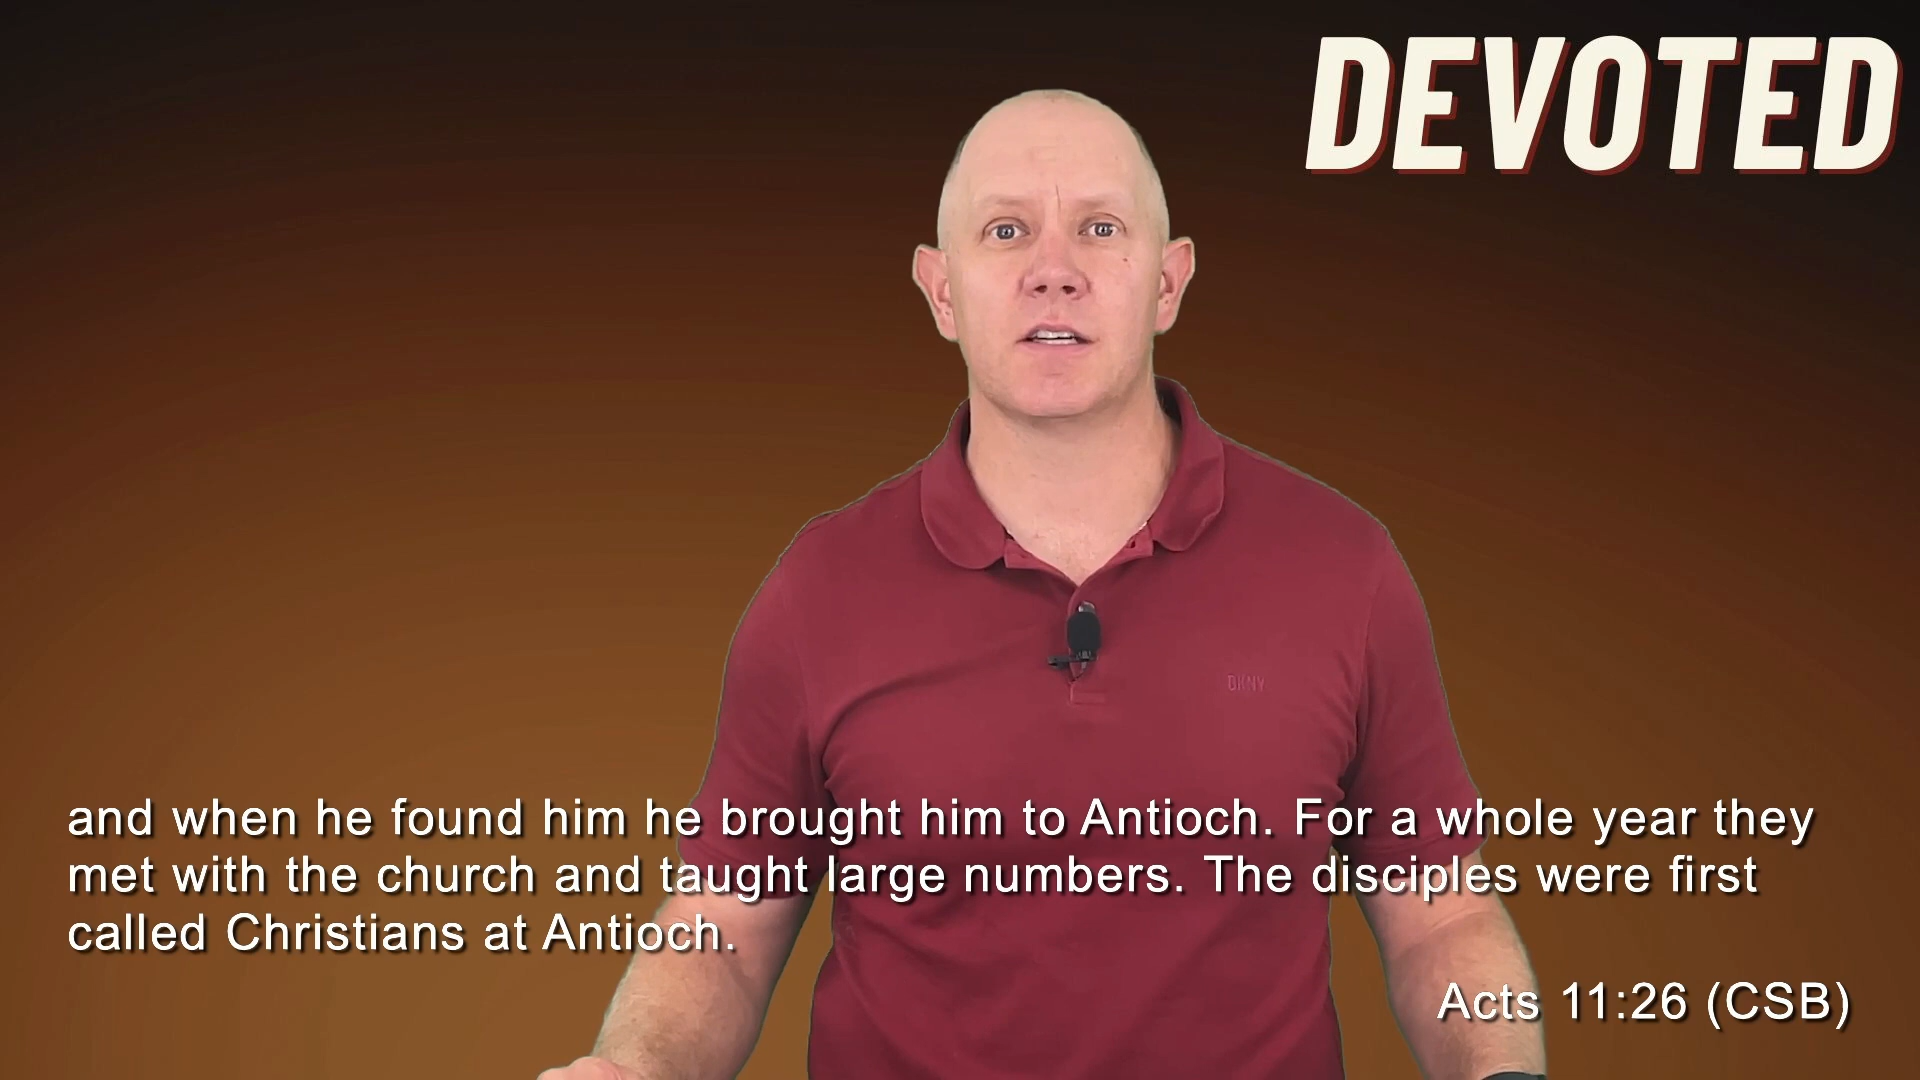 DEVOTED
DKNY
and when he found him he brought him to Antioch. For a whole year they
met with the church and taught large numbers. The disciples were first
called Christians at Antioch.
Acts 11:26 (CSB)